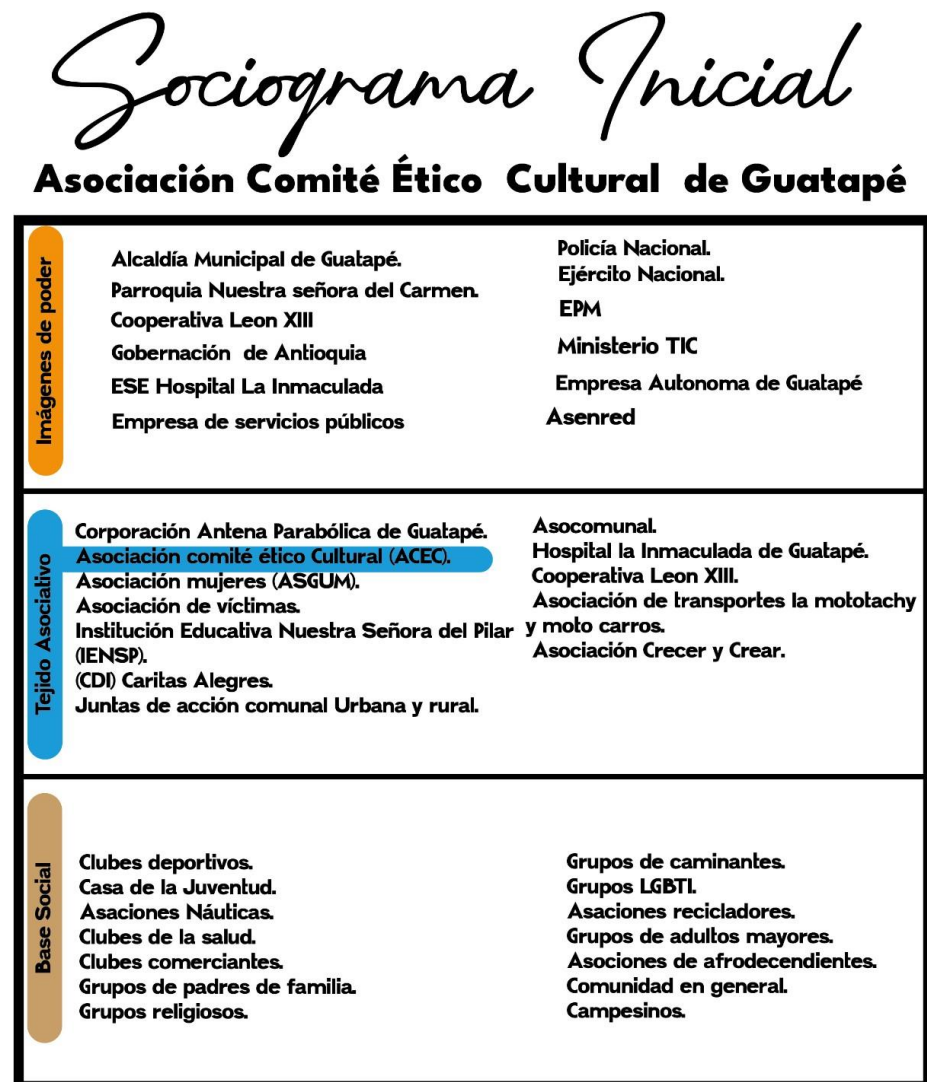 Sociograma Inicial
Asociación Comité Ético Cultural de Guatapé
Imágenes de poder
Alcaldía Municipal de Guatapé.
Parroquia Nuestra señora del Carmen.
Cooperativa Leon XIII
Gobernación de Antioquia
ESE Hospital La Inmaculada
Empresa de servicios públicos
Policía Nacional.
Ejército Nacional.
EPM
Ministerio TIC
Empresa Autonoma de Guatapé
Asenred
Tejido Asociativo
Corporación Antena Parabólica de Guatapé.
Asociación comité ético Cultural (ACEC).
Asociación mujeres (ASGUM).
Asociación de víctimas.
Institución Educativa Nuestra Señora del Pilar
(IENSP).
(CDI) Caritas Alegres.
Juntas de acción comunal Urbana y rural.
Asocomunal.
Hospital la Inmaculada de Guatapé.
Cooperativa Leon XIII.
Asociación de transportes la mototachy
y moto carros.
Asociación Crecer y Crear.
Base Social
Clubes deportivos.
Casa de la Juventud.
Asaciones Náuticas.
Clubes de la salud.
Clubes comerciantes.
Grupos de padres de familia.
Grupos religiosos.
Grupos de caminantes.
Grupos LGBTI.
Asaciones recicladores.
Grupos de adultos mayores.
Asociones de afrodecendientes.
Comunidad en general.
Campesinos.